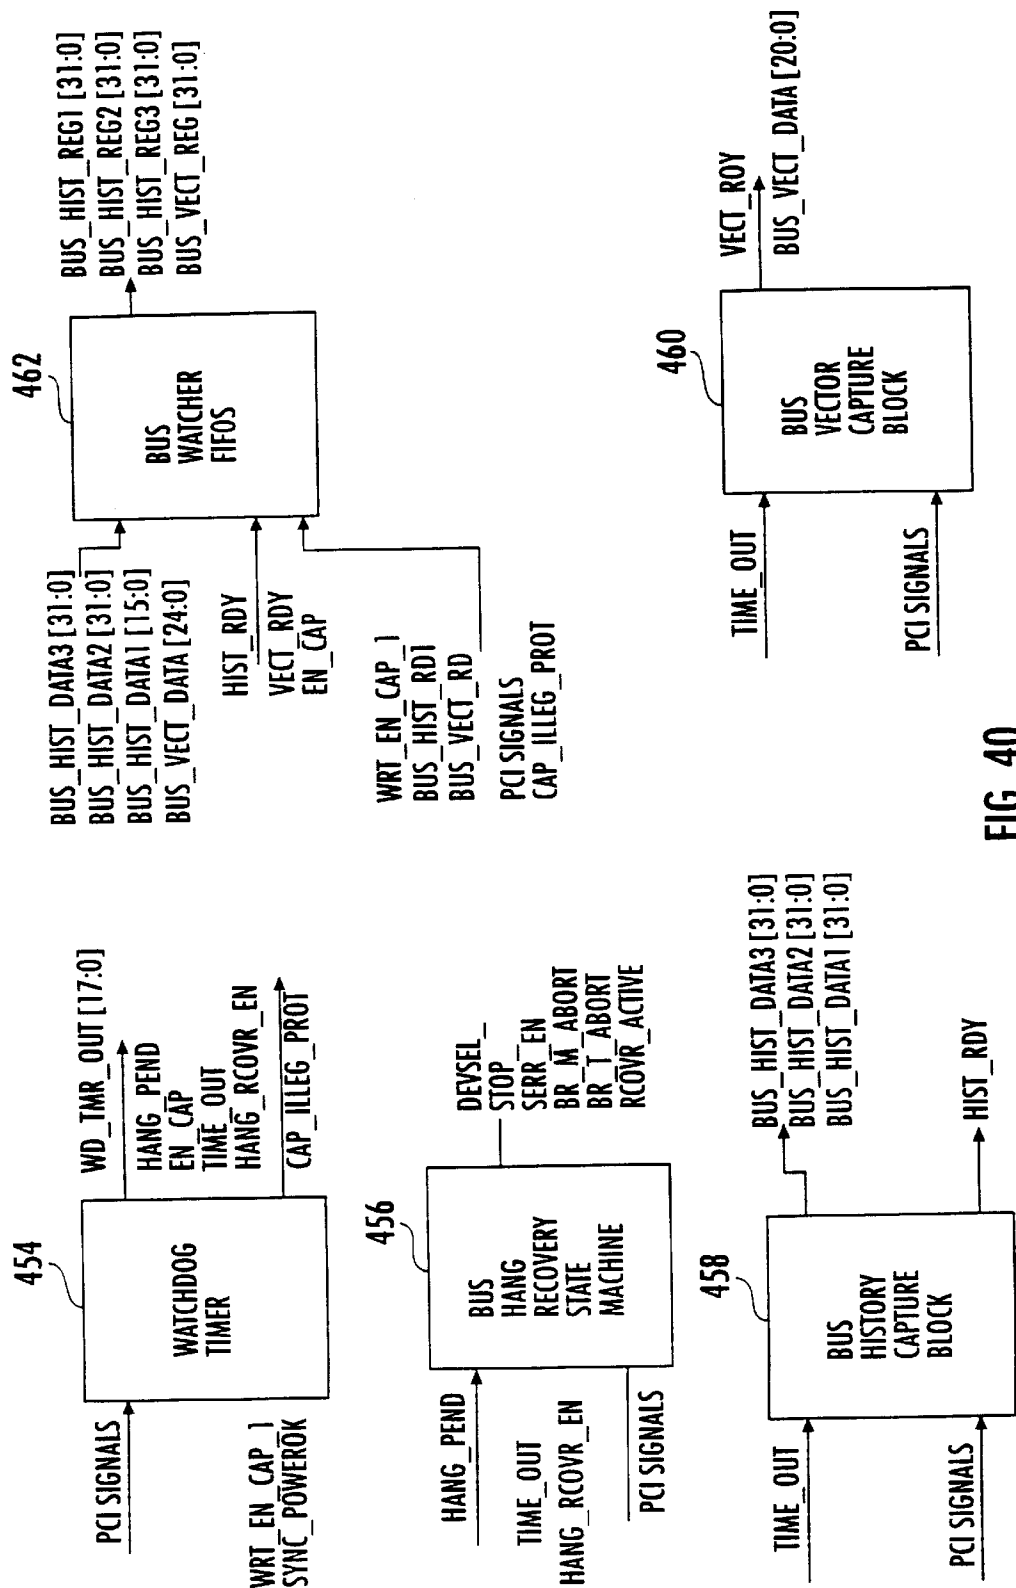 454
WATCHDOG
TIMER
PCI SIGNALS
WRT_EN_CAP_1
SYNC_POWEROK
WD_TMR_OUT [17:0]
HANG_PEND
EN_CAP
TIME_OUT
HANG_RCOVR_EN
CAP_ILLEG_PROT
456
BUS
HANG
RECOVERY
STATE
MACHINE
HANG_PEND
TIME_OUT
HANG_RCOVR_EN
PCI SIGNALS
DEVSEL_
STOP_
SERR_EN
BR_M_ABORT
BR_T_ABORT
RCOVR_ACTIVE
458
BUS
HISTORY
CAPTURE
BLOCK
TIME_OUT
PCI SIGNALS
BUS_HIST_DATA3 [31:0]
BUS_HIST_DATA2 [31:0]
BUS_HIST_DATA1 [31:0]
HIST_RDY
462
BUS
WATCHER
FIFOS
BUS_HIST_DATA3 [31:0]
BUS_HIST_DATA2 [31:0]
BUS_HIST_DATA1 [15:0]
BUS_VECT_DATA [24:0]
HIST_RDY
VECT_RDY
EN_CAP
WRT_EN_CAP_1
BUS_HIST_RD1
BUS_VECT_RD
PCI SIGNALS
CAP_ILLEG_PROT
BUS_HIST_REG1 [31:0]
BUS_HIST_REG2 [31:0]
BUS_HIST_REG3 [31:0]
BUS_VECT_REG [31:0]
460
BUS
VECTOR
CAPTURE
BLOCK
TIME_OUT
PCI SIGNALS
VECT_ROY
BUS_VECT_DATA [20:0]
FIG. 40